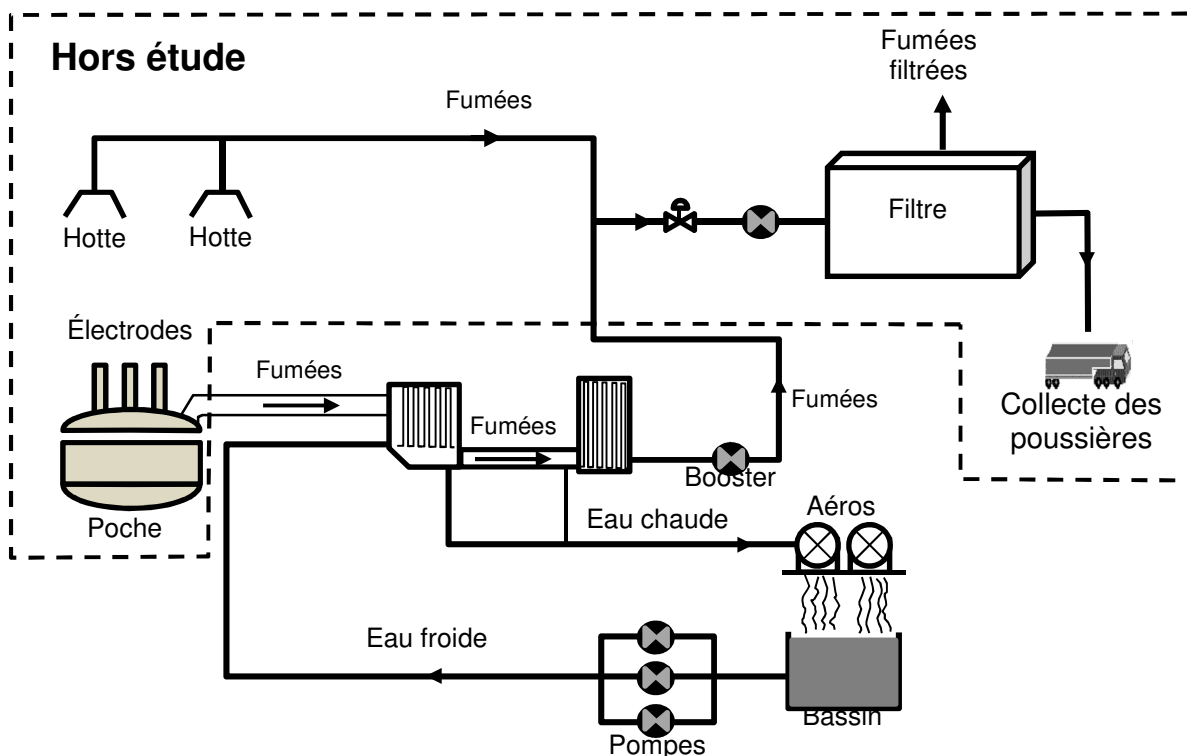 Hors étude
Fumées
filtrées
Fumées
Hotte
Hotte
Filtre
Électrodes
Fumées
Fumées
Fumées
Collecte des
poussières
Poche
Booster
Eau chaude
Aéros
Eau froide
Bassin
Pompes